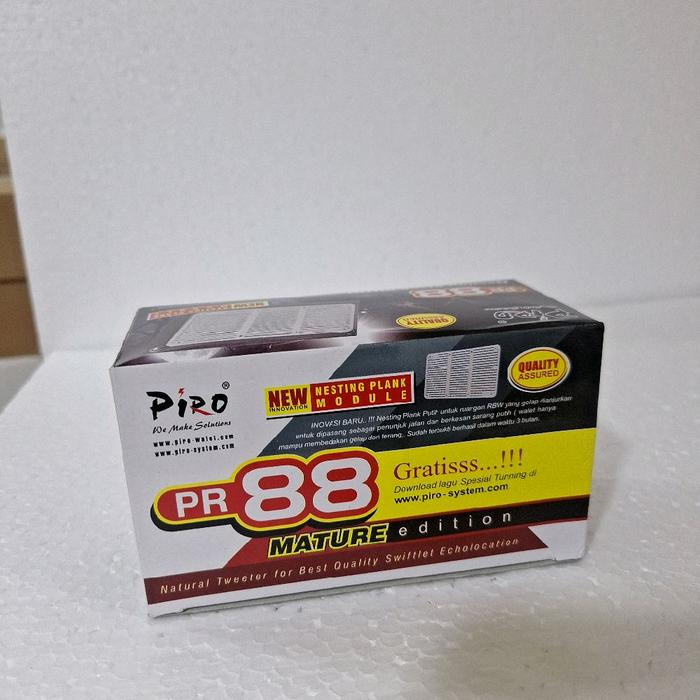 88
QUALITY
PiRO®
We Make Solutions
www.piro-walet.com
www.piro-system.com
NEW
INNOVATION
NESTING PLANK
MODULE
QUALITY
ASSURED
INOVASI BARU. !!! Nesting Plank Putih untuk ruangan RBW yang gelap dianjurkan
untuk dipasang sebagai penunjuk jalan dan berkesan sarang putih ( walet hanya
mampu membedakan gelap dan terang. Sudah terbukti berhasil dalam waktu 3 bulan.
PR 88
MATURE edition
Gratisss...!!!
Download lagu Spesial Tunning di
www.piro-system.com
Natural Tweeter for Best Quality Swiftlet Echolocation